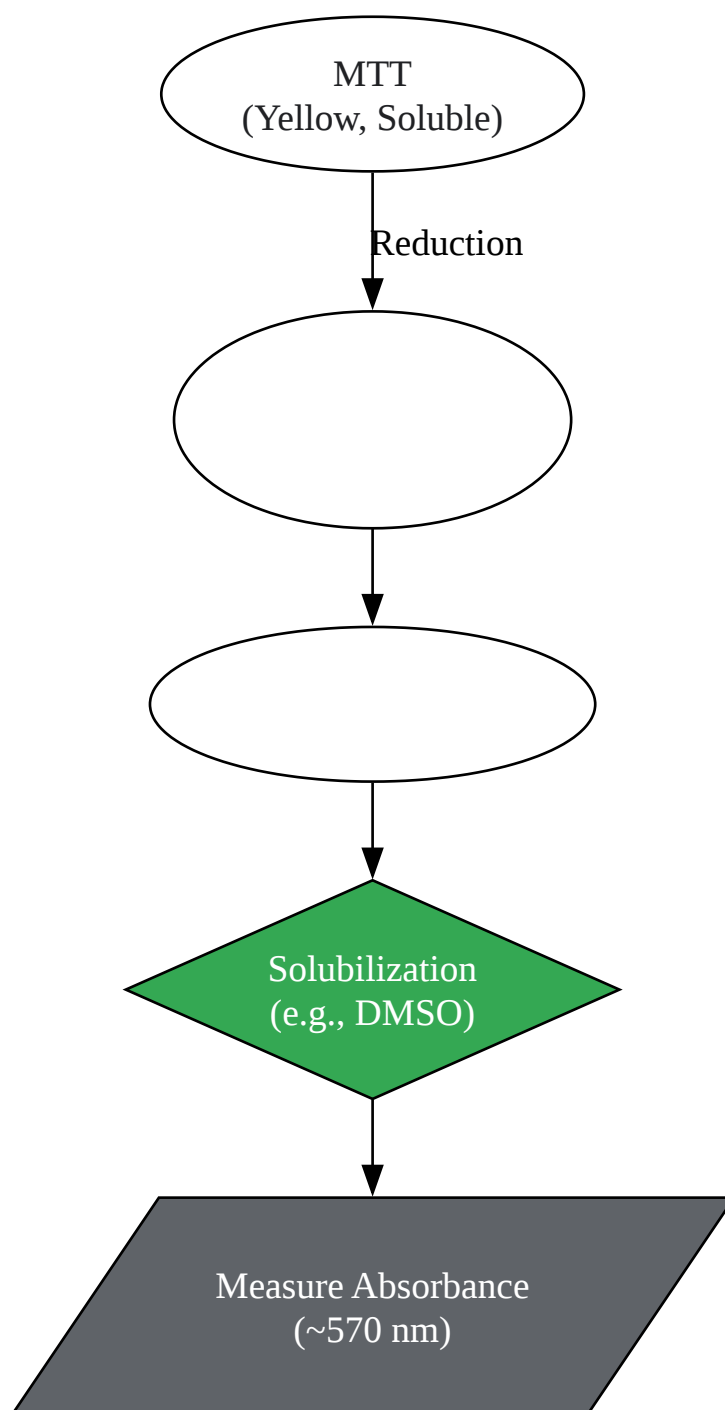 MTT
(Yellow, Soluble)
Reduction
Solubilization
(e.g., DMSO)
Measure Absorbance
(~570 nm)